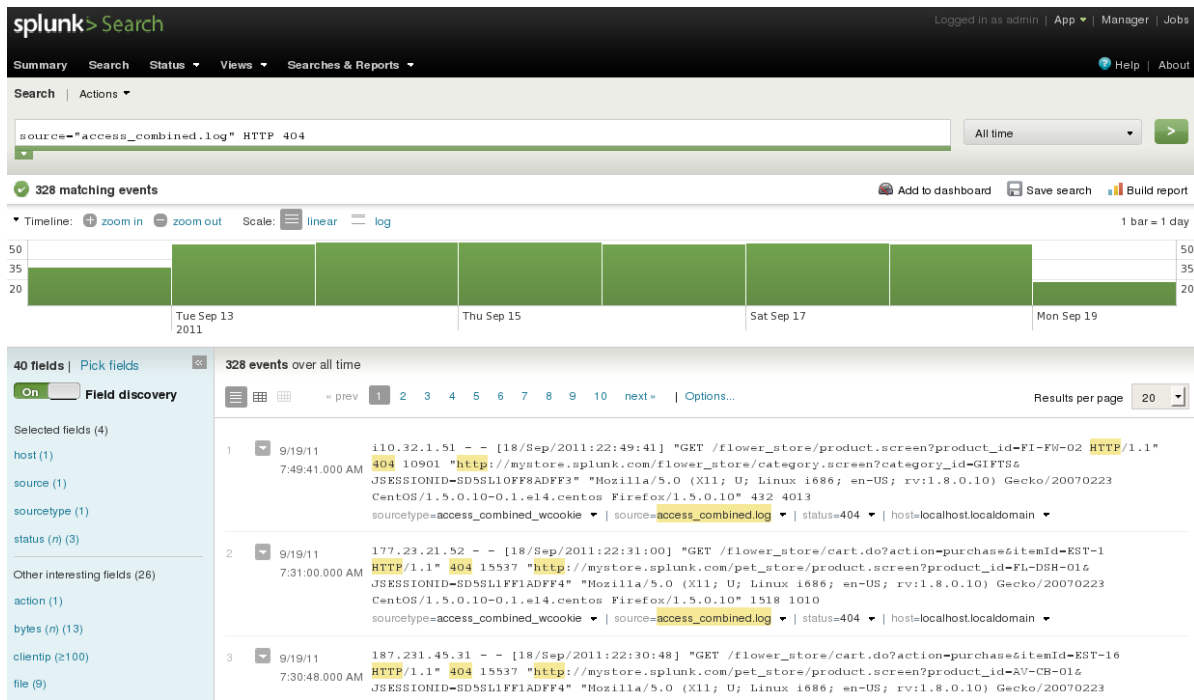 splunk> Search
Logged in as admin | App | Manager | Jobs
Summary Search Status Views Searches & Reports
? Help | About
Search | Actions
source="access_combined.log" HTTP 404
All time
>
328 matching events
Add to dashboard Save search Build report
Timeline: zoom in zoom out Scale: linear log
1 bar = 1 day
50 50
35 35
20 20
Tue Sep 13 Thu Sep 15 Sat Sep 17 Mon Sep 19
2011
40 fields | Pick fields
«
On Field discovery
Selected fields (4)
host (1)
source (1)
sourcetype (1)
status (n) (3)
Other interesting fields (26)
action (1)
bytes (n) (13)
clientip (≥100)
file (9)
328 events over all time
« prev 1 2 3 4 5 6 7 8 9 10 next » | Options...
Results per page 20
1 9/19/11
7:49:41.000 AM
i10.32.1.51 - - [18/Sep/2011:22:49:41] "GET /flower_store/product.screen?product_id=FI-FW-02 HTTP/1.1"
404 10901 "http://mystore.splunk.com/flower_store/category.screen?category_id=GIFTS&
JSESSIONID=SD5SL10FF8ADFF3" "Mozilla/5.0 (X11; U; Linux i686; en-US; rv:1.8.0.10) Gecko/20070223
CentOS/1.5.0.10-0.1.el4.centos Firefox/1.5.0.10" 432 4013
sourcetype=access_combined_wcookie | source=access_combined.log | status=404 | host=localhost.localdomain
2 9/19/11
7:31:00.000 AM
177.23.21.52 - - [18/Sep/2011:22:31:00] "GET /flower_store/cart.do?action=purchase&itemId=EST-1
HTTP/1.1" 404 15537 "http://mystore.splunk.com/pet_store/product.screen?product_id=FL-DSH-01&
JSESSIONID=SD5SL1FF1ADFF4" "Mozilla/5.0 (X11; U; Linux i686; en-US; rv:1.8.0.10) Gecko/20070223
CentOS/1.5.0.10-0.1.el4.centos Firefox/1.5.0.10" 1518 1010
sourcetype=access_combined_wcookie | source=access_combined.log | status=404 | host=localhost.localdomain
3 9/19/11
7:30:48.000 AM
187.231.45.31 - - [18/Sep/2011:22:30:48] "GET /flower_store/cart.do?action=purchase&itemId=EST-16
HTTP/1.1" 404 15537 "http://mystore.splunk.com/pet_store/product.screen?product_id=AV-CB-01&
JSESSIONID=SD5SL1FF1ADFF4" "Mozilla/5.0 (X11; U; Linux i686; en-US; rv:1.8.0.10) Gecko/20070223